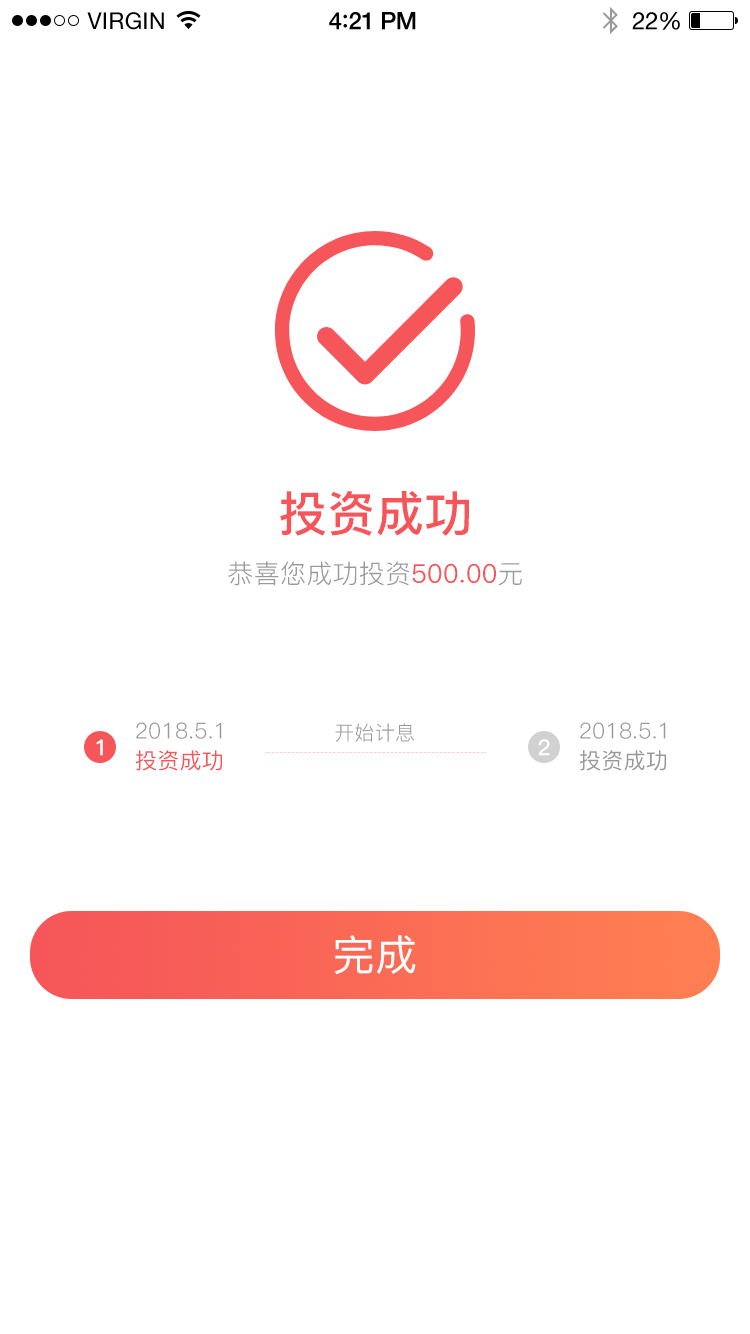 VIRGIN 4:21 PM 22%
投资成功
恭喜您成功投资500.00元
1 2018.5.1 开始计息 2 2018.5.1
投资成功 投资成功
完成